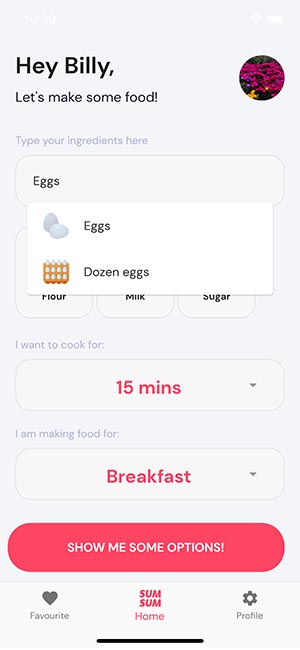 10:39
Hey Billy,
Let's make some food!
Type your ingredients here
Eggs
Eggs
Dozen eggs
Flour Milk Sugar
I want to cook for:
15 mins
I am making food for:
Breakfast
SHOW ME SOME OPTIONS!
SUM
SUM
Favourite Home Profile